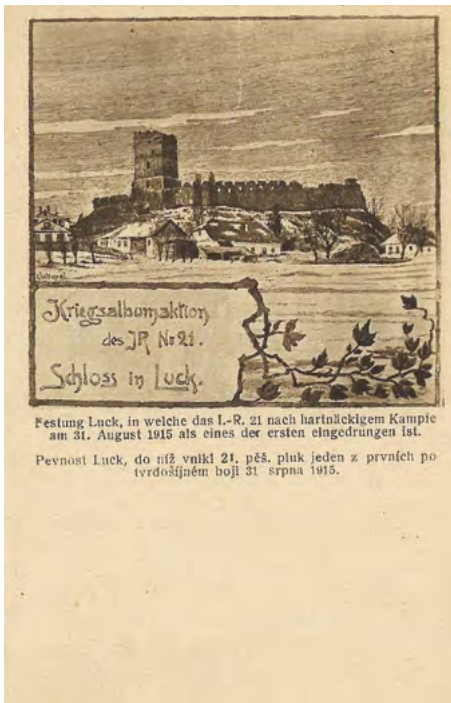 Kriegsalbumaktion
des JR No 21.
Schloss in Luck.
Festung Luck, in welche das I.-R. 21 nach hartnäckigem Kampfe
am 31. August 1915 als eines der ersten eingedrungen ist.
Pevnost Luck, do níž vnikl 21. pěš. pluk jeden z prvních po
tvrdošíjném boji 31 srpna 1915.